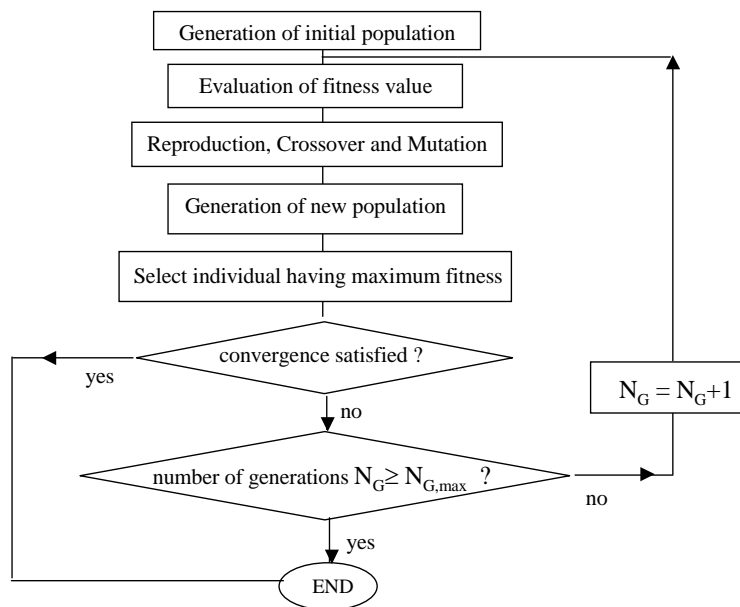 Generation of initial population
Evaluation of fitness value
Reproduction, Crossover and Mutation
Generation of new population
Select individual having maximum fitness
convergence satisfied ?
yes
N_G = N_G+1
no
number of generations N_G≥ N_G,max ?
no
yes
END